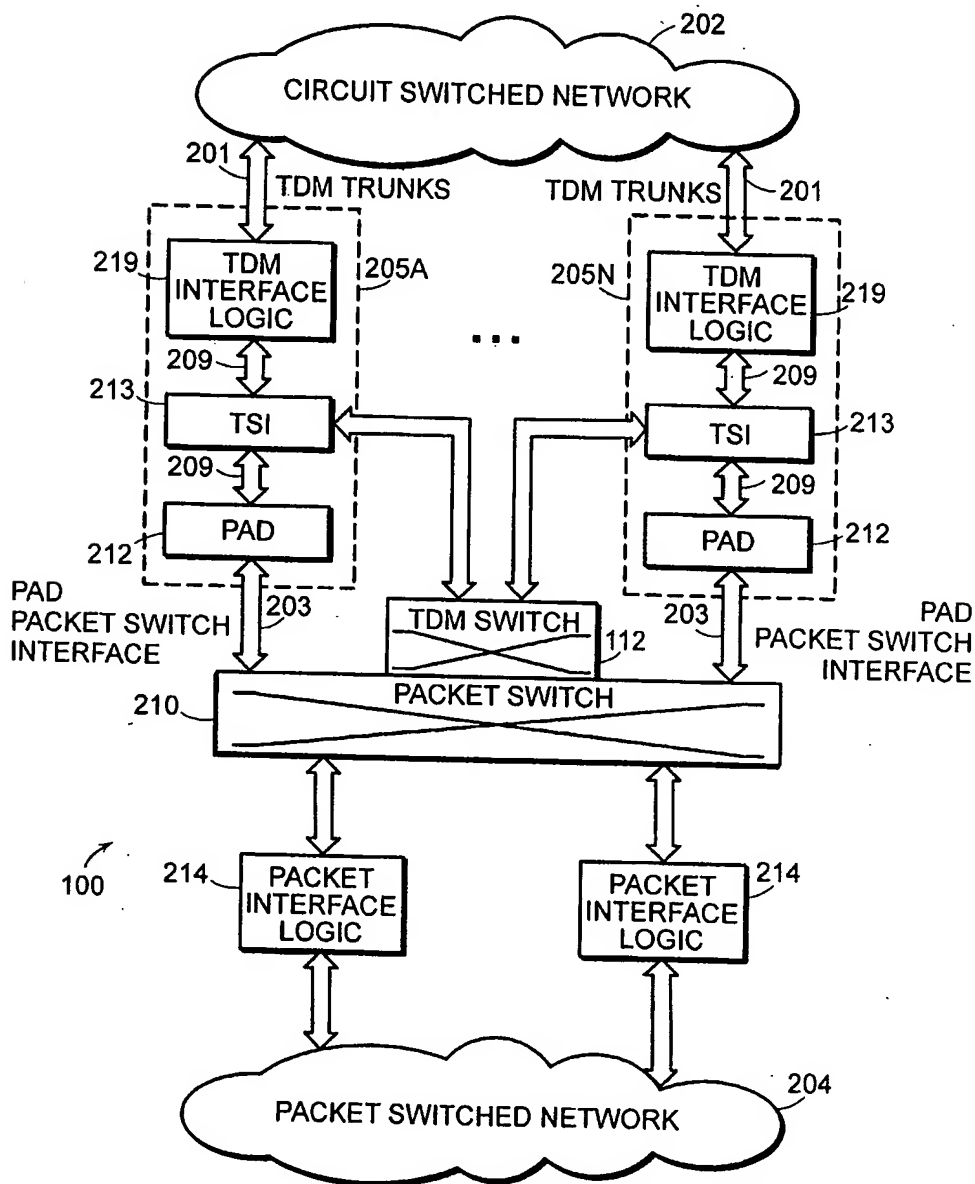 202
CIRCUIT SWITCHED NETWORK
201
TDM TRUNKS
TDM TRUNKS
201
219
TDM
INTERFACE
LOGIC
205A
205N
TDM
INTERFACE
LOGIC
219
...
209
209
213
TSI
TSI
213
209
209
212
PAD
PAD
212
PAD
PACKET SWITCH
INTERFACE
203
TDM SWITCH
112
203
PAD
PACKET SWITCH
INTERFACE
210
PACKET SWITCH
100
214
PACKET
INTERFACE
LOGIC
PACKET
INTERFACE
LOGIC
214
PACKET SWITCHED NETWORK
204